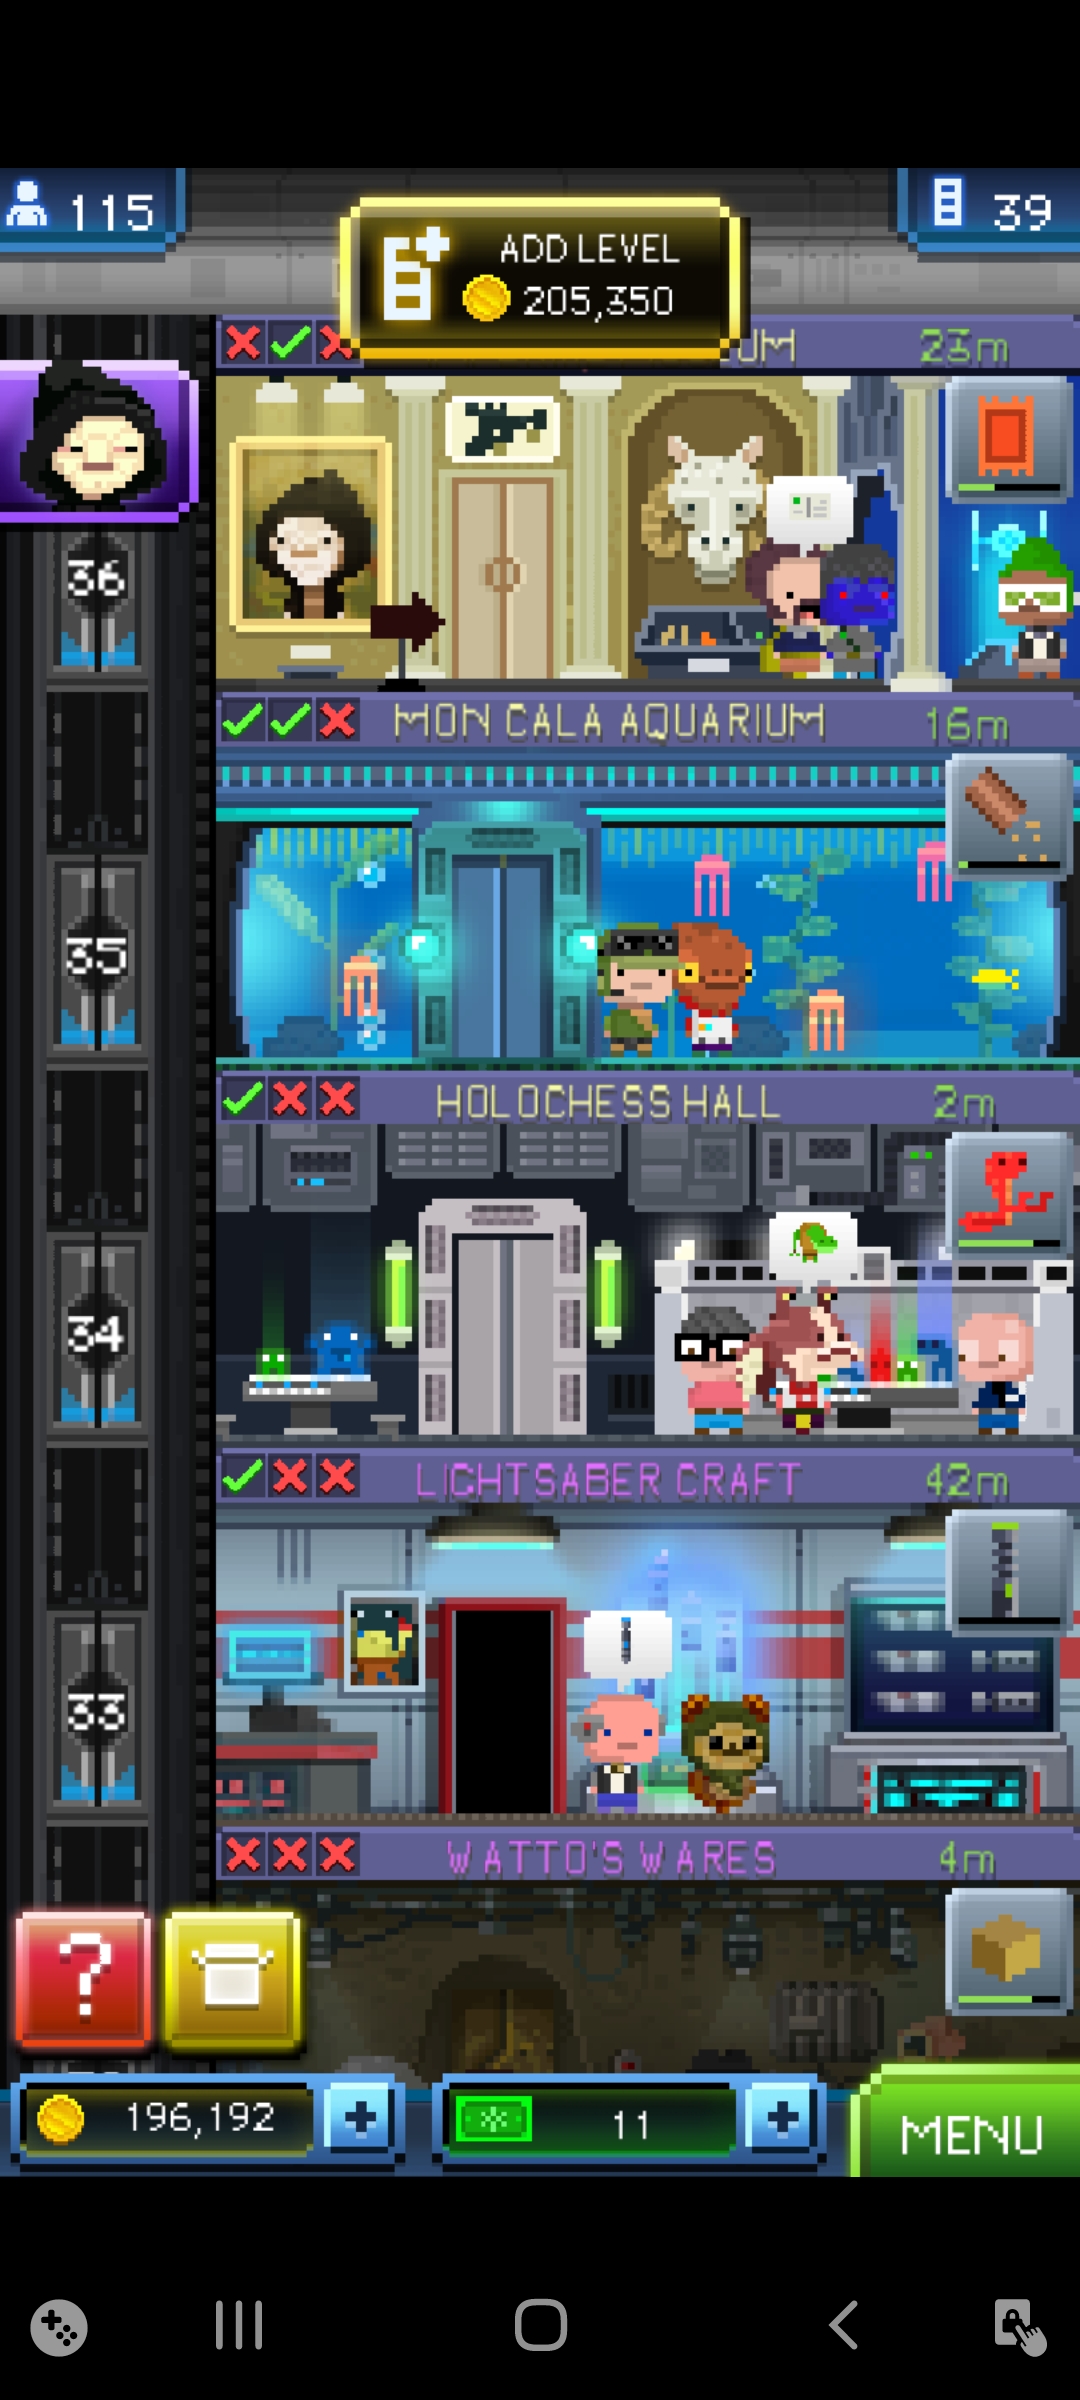 115
39
ADD LEVEL
205,350
UM 23m
36
MON CALA AQUARIUM 16m
35
HOLOCHESS HALL 2m
34
LIGHTSABER CRAFT 42m
33
WATTO'S WARES 4m
?
196,192 +
11 +
MENU